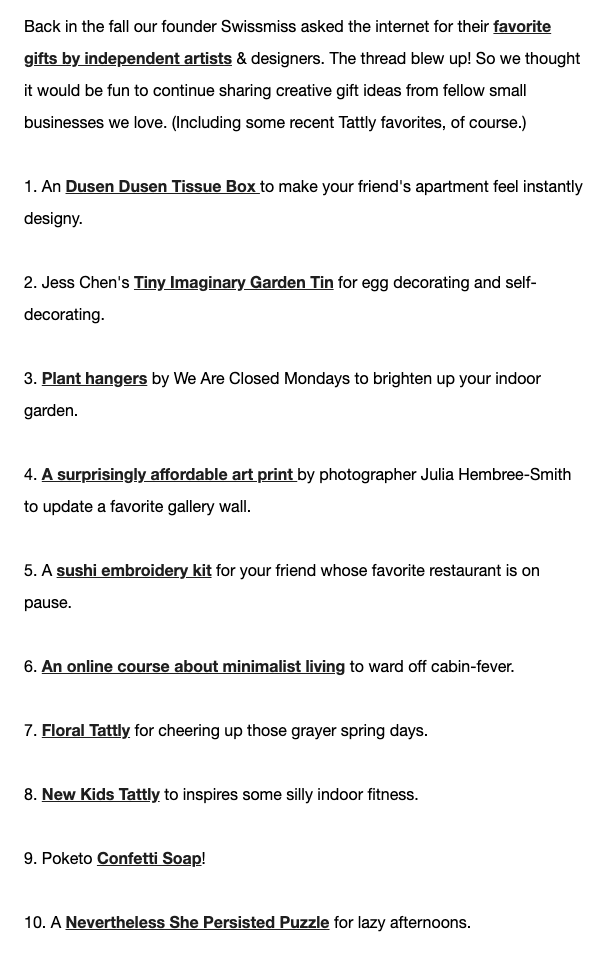 Back in the fall our founder Swissmiss asked the internet for their favorite
gifts by independent artists & designers. The thread blew up! So we thought
it would be fun to continue sharing creative gift ideas from fellow small
businesses we love. (Including some recent Tattly favorites, of course.)
1. An Dusen Dusen Tissue Box to make your friend's apartment feel instantly
designy.
2. Jess Chen's Tiny Imaginary Garden Tin for egg decorating and self-
decorating.
3. Plant hangers by We Are Closed Mondays to brighten up your indoor
garden.
4. A surprisingly affordable art print by photographer Julia Hembree-Smith
to update a favorite gallery wall.
5. A sushi embroidery kit for your friend whose favorite restaurant is on
pause.
6. An online course about minimalist living to ward off cabin-fever.
7. Floral Tattly for cheering up those grayer spring days.
8. New Kids Tattly to inspires some silly indoor fitness.
9. Poketo Confetti Soap!
10. A Nevertheless She Persisted Puzzle for lazy afternoons.